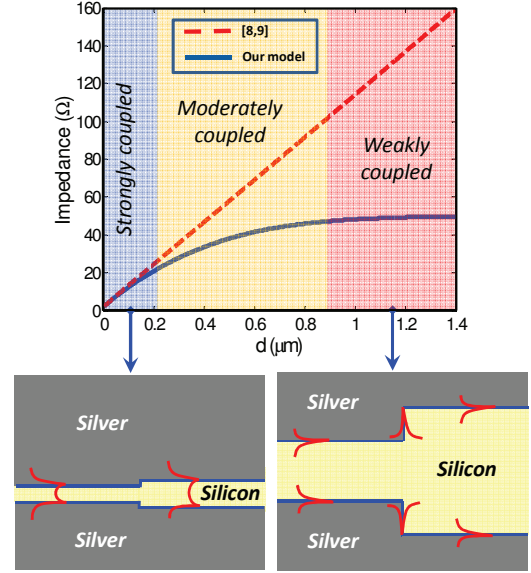 160
140
120
100
80
60
40
20
0
Impedance (Ω)
[8,9]
Our model
Strongly coupled
Moderately
coupled
Weakly
coupled
0 0.2 0.4 0.6 0.8 1 1.2 1.4
d (μm)
Silver
Silicon
Silver
Silver
Silicon
Silver